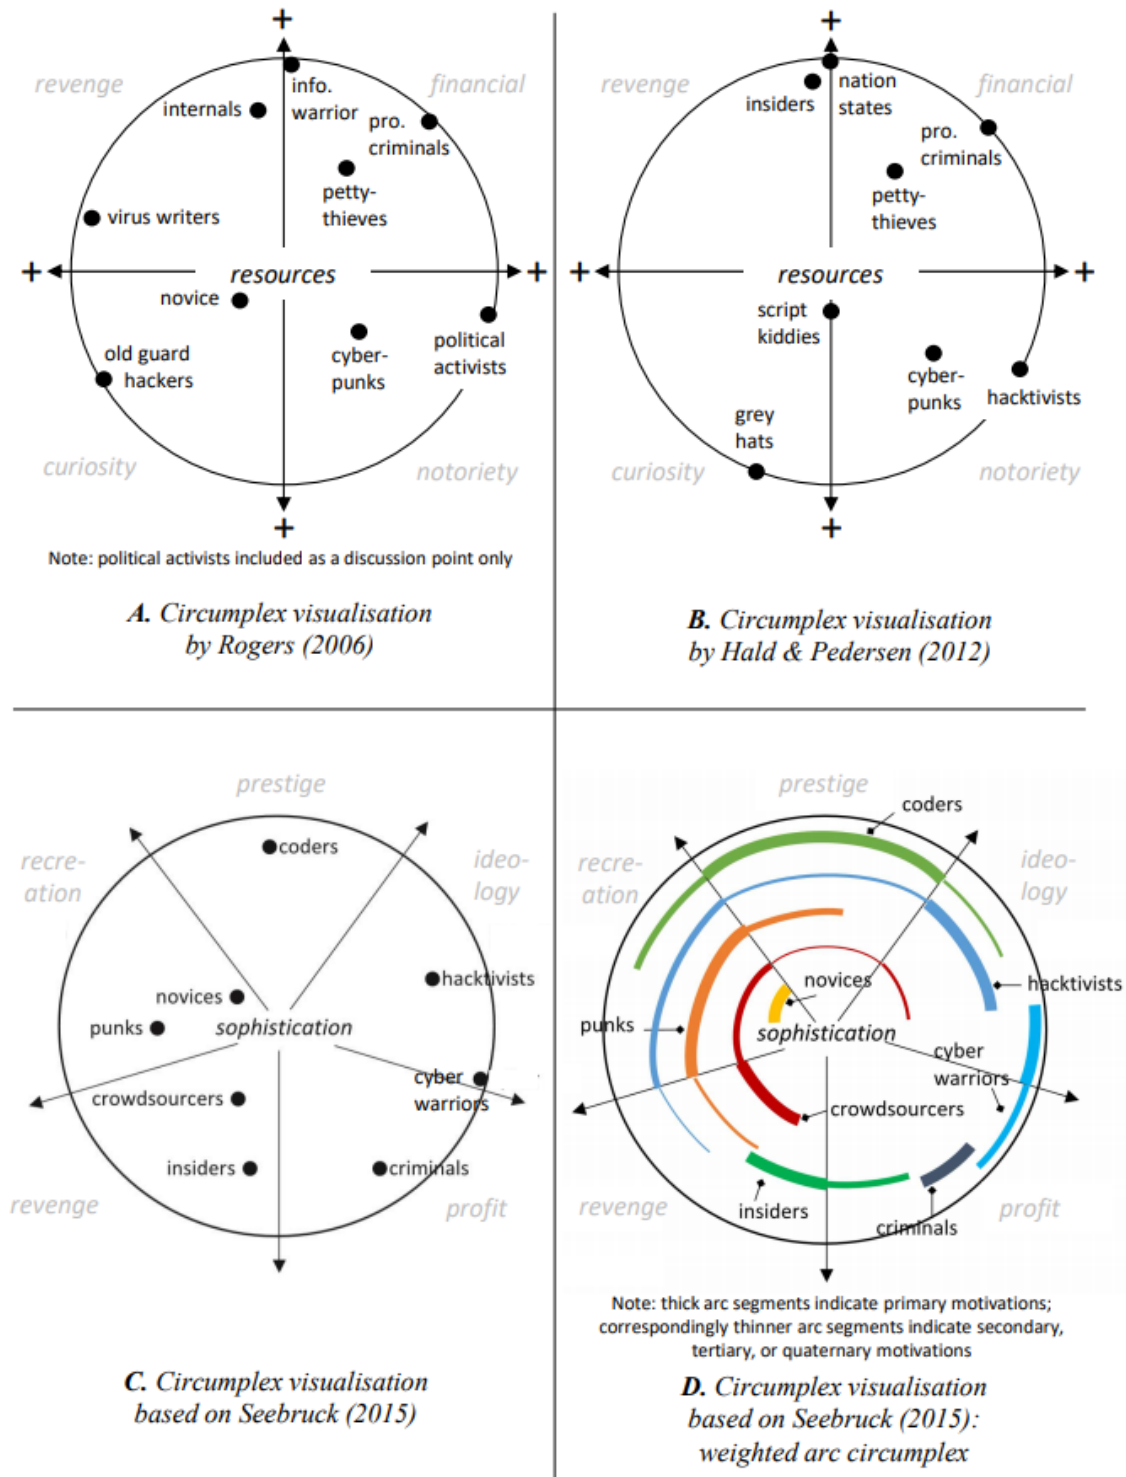 +
+
revenge
financial
info.
warrior
internals
pro.
criminals
petty-
thieves
virus writers
+
resources
+
novice
old guard
hackers
cyber-
punks
political
activists
curiosity
notoriety
+
Note: political activists included as a discussion point only
A. Circumplex visualisation
by Rogers (2006)
revenge
financial
nation
states
insiders
pro.
criminals
petty-
thieves
+
resources
+
script
kiddies
cyber-
punks
hacktivists
grey
hats
curiosity
notoriety
+
B. Circumplex visualisation
by Hald & Pedersen (2012)
prestige
coders
recre-
ation
ideo-
logy
hacktivists
novices
punks
sophistication
cyber
warriors
crowdsourcers
insiders
criminals
revenge
profit
C. Circumplex visualisation
based on Seebruck (2015)
prestige
coders
recre-
ation
ideo-
logy
novices
hacktivists
punks
sophistication
cyber
warriors
crowdsourcers
insiders
criminals
revenge
profit
Note: thick arc segments indicate primary motivations;
correspondingly thinner arc segments indicate secondary,
tertiary, or quaternary motivations
D. Circumplex visualisation
based on Seebruck (2015):
weighted arc circumplex